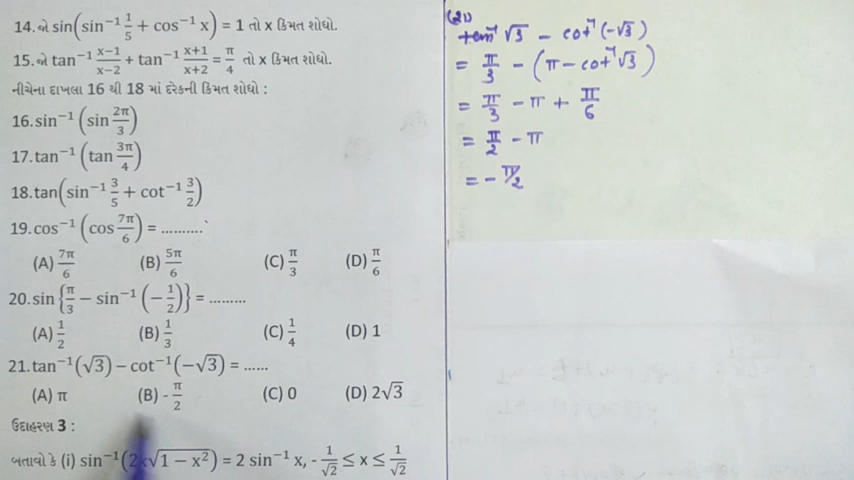 14. જો sin(sin⁻¹ 1/5 + cos⁻¹ x) = 1 તો x કિંમત શોધો.
15. જો tan⁻¹ (x−1)/(x−2) + tan⁻¹ (x+1)/(x+2) = π/4 તો x કિંમત શોધો.
નીચેના દાખલા 16 થી 18 માં દરેકની કિંમત શોધો :
16. sin⁻¹ (sin 2π/3)
17. tan⁻¹ (tan 3π/4)
18. tan(sin⁻¹ 3/5 + cot⁻¹ 3/2)
19. cos⁻¹ (cos 7π/6) = ..........
(A) 7π/6 (B) 5π/6 (C) π/3 (D) π/6
20. sin {π/3 − sin⁻¹ (−1/2)} = .........
(A) 1/2 (B) 1/3 (C) 1/4 (D) 1
21. tan⁻¹(√3) − cot⁻¹(−√3) = ......
(A) π (B) -π/2 (C) 0 (D) 2√3
ઉદાહરણ 3 :
બતાવો કે (i) sin⁻¹(2x√(1 − x²)) = 2 sin⁻¹ x, -1/√2 ≤ x ≤ 1/√2
(21)
tan⁻¹ √3 − cot⁻¹(−√3)
= π/3 − (π − cot⁻¹√3)
= π/3 − π + π/6
= π/2 − π
= − π/2